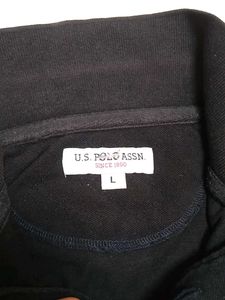 U.S. POLO ASSN.
SINCE 1890
L